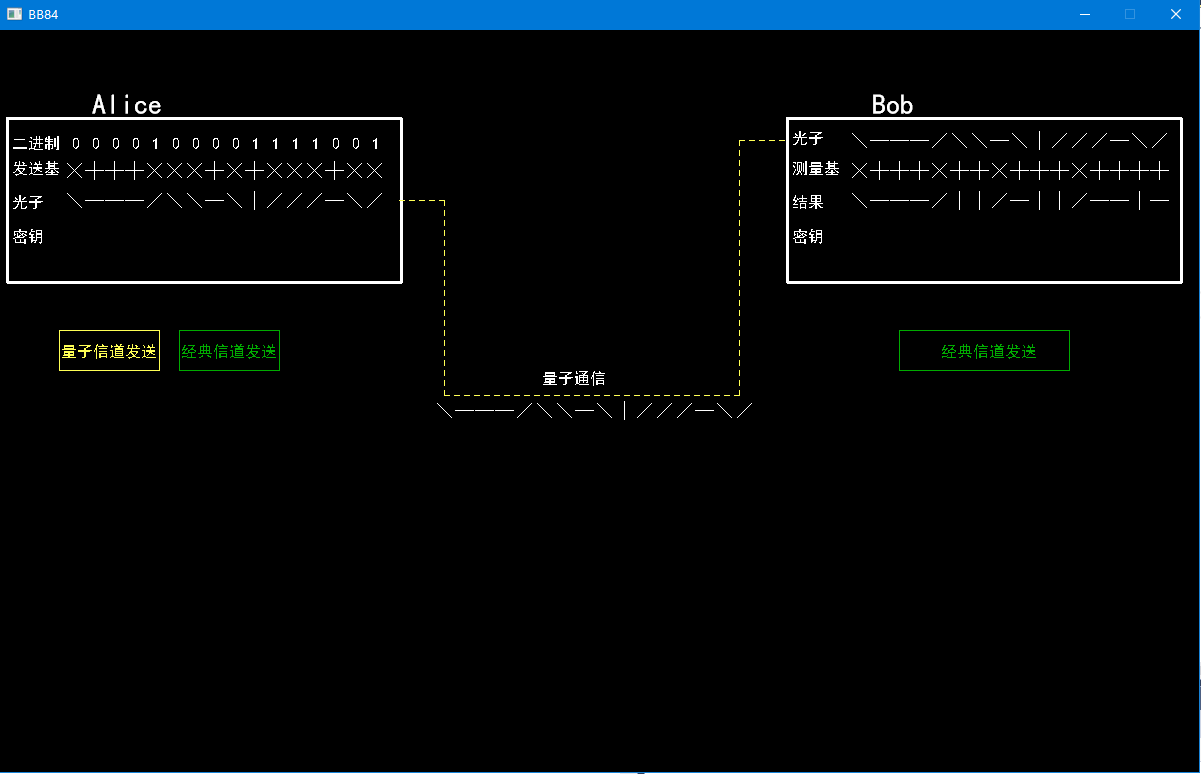 BB84
Alice
二进制 0 0 0 0 1 0 0 0 0 1 1 1 1 0 0 1
发送基 ╳┼┼┼╳╳╳┼╳┼╳╳╳┼╳╳
光子 ╲———╱╲╲—╲│╱╱╱—╲╱
密钥
Bob
光子 ╲———╱╲╲—╲│╱╱╱—╲╱
测量基 ╳┼┼┼╳┼┼╳┼┼┼╳┼┼┼┼
结果 ╲———╱││╱—││╱——│—
密钥
量子信道发送 经典信道发送
经典信道发送
量子通信
╲———╱╲╲—╲│╱╱╱—╲╱